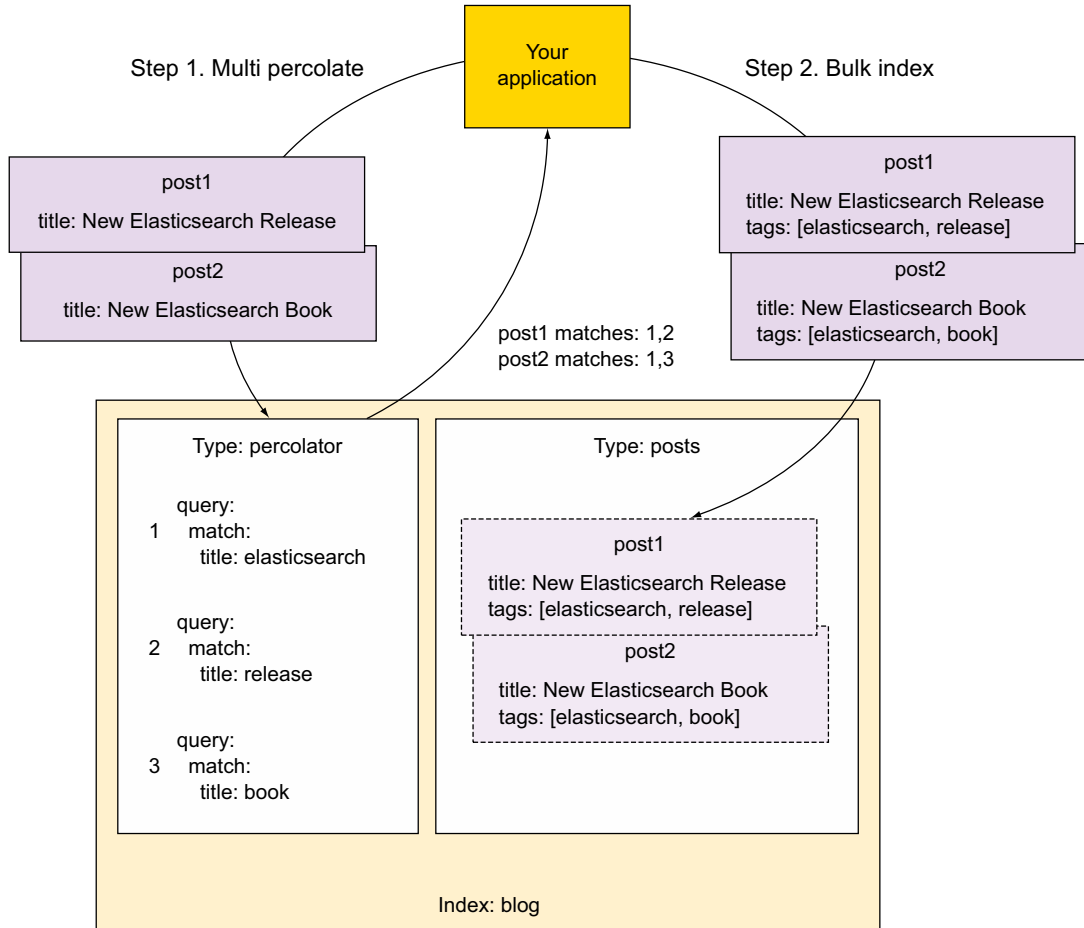 Your
application
Step 1. Multi percolate
Step 2. Bulk index
post1
title: New Elasticsearch Release
post2
title: New Elasticsearch Book
post1
title: New Elasticsearch Release
tags: [elasticsearch, release]
post2
title: New Elasticsearch Book
tags: [elasticsearch, book]
post1 matches: 1,2
post2 matches: 1,3
Type: percolator
query:
1 match:
title: elasticsearch
query:
2 match:
title: release
query:
3 match:
title: book
Type: posts
post1
title: New Elasticsearch Release
tags: [elasticsearch, release]
post2
title: New Elasticsearch Book
tags: [elasticsearch, book]
Index: blog